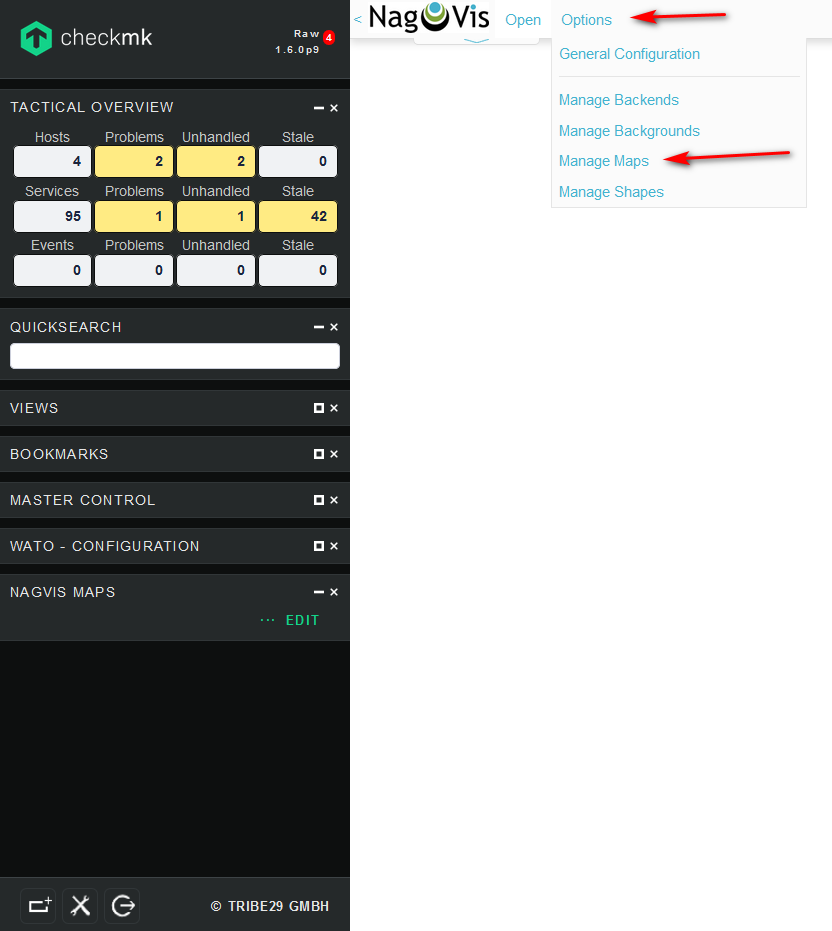 checkmk
Raw 4
1.6.0p9
TACTICAL OVERVIEW
Hosts Problems Unhandled Stale
4 2 2 0
Services Problems Unhandled Stale
95 1 1 42
Events Problems Unhandled Stale
0 0 0 0
QUICKSEARCH
VIEWS
BOOKMARKS
MASTER CONTROL
WATO - CONFIGURATION
NAGVIS MAPS
··· EDIT
© TRIBE29 GMBH
< NagVis Open Options
General Configuration
Manage Backends
Manage Backgrounds
Manage Maps
Manage Shapes